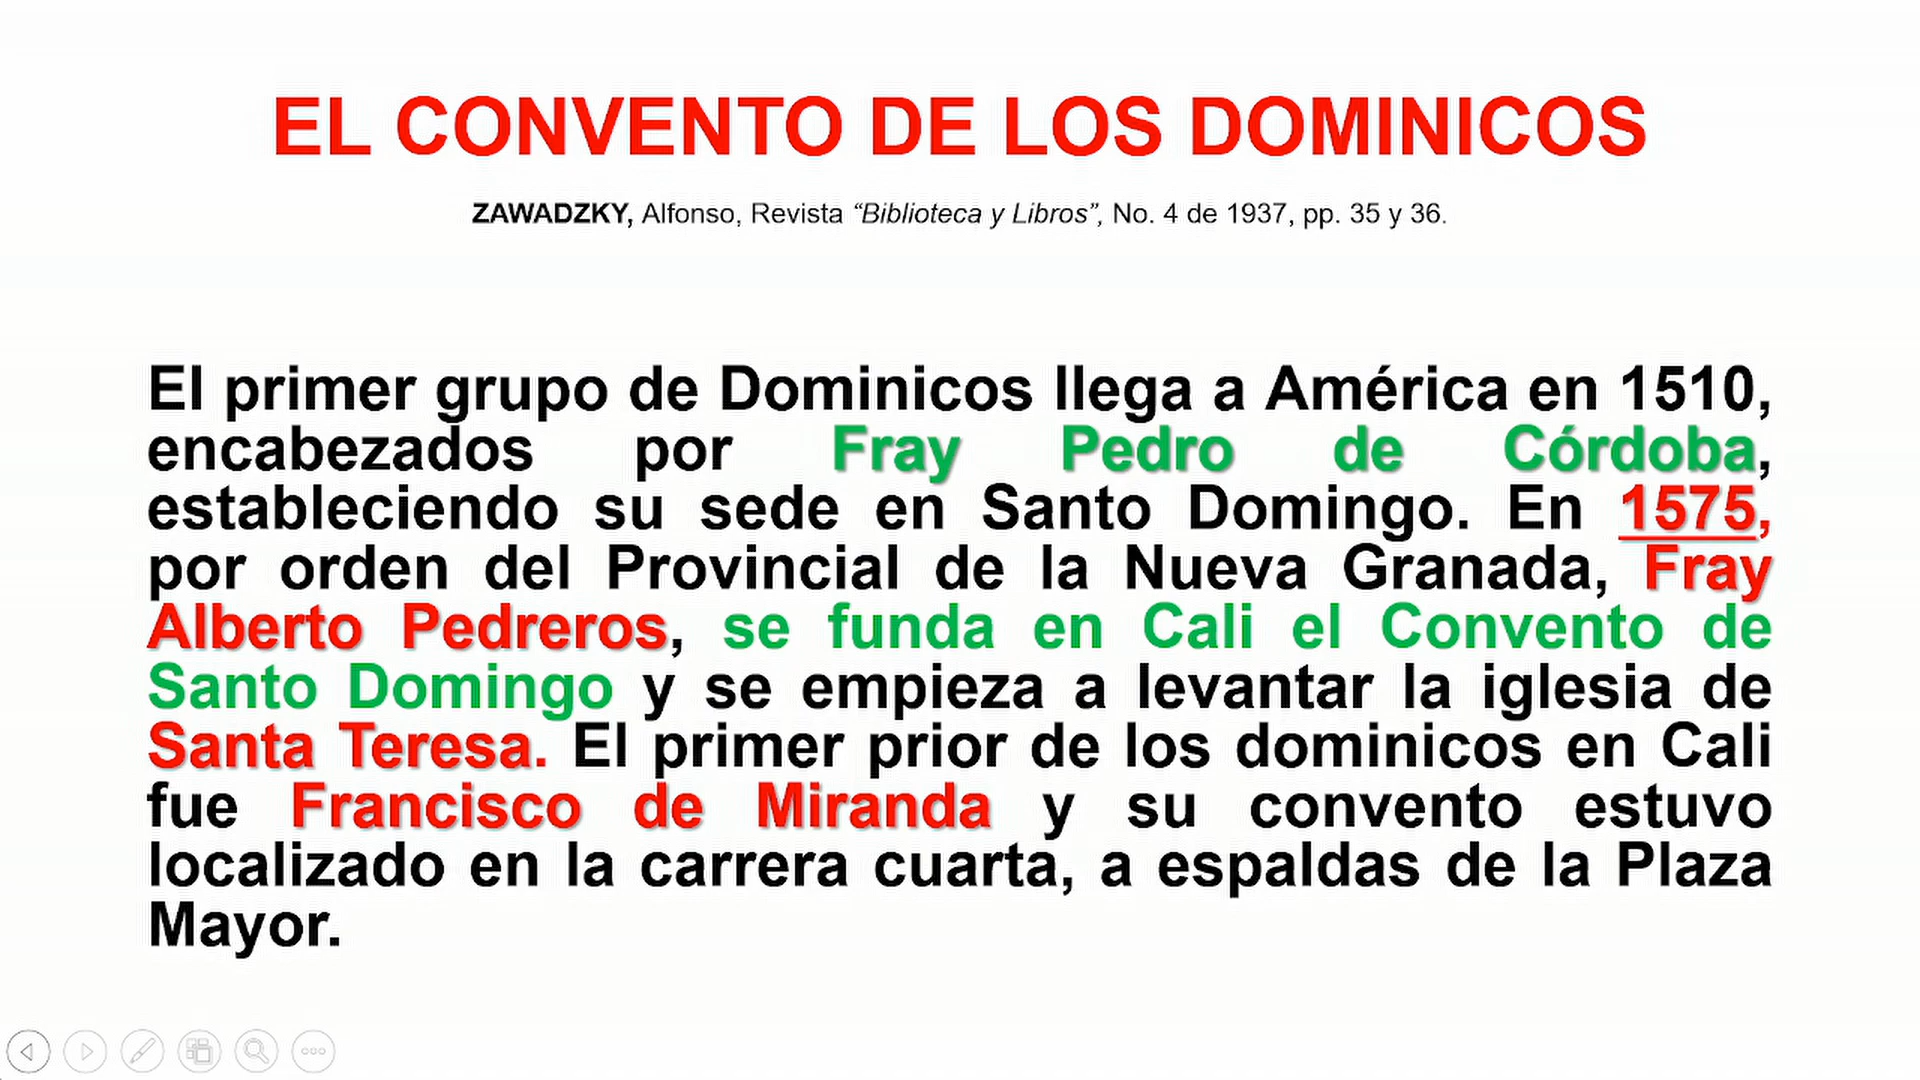 EL CONVENTO DE LOS DOMINICOS
ZAWADZKY, Alfonso, Revista “Biblioteca y Libros”, No. 4 de 1937, pp. 35 y 36.
El primer grupo de Dominicos llega a América en 1510,
encabezados por Fray Pedro de Córdoba,
estableciendo su sede en Santo Domingo. En 1575,
por orden del Provincial de la Nueva Granada, Fray
Alberto Pedreros, se funda en Cali el Convento de
Santo Domingo y se empieza a levantar la iglesia de
Santa Teresa. El primer prior de los dominicos en Cali
fue Francisco de Miranda y su convento estuvo
localizado en la carrera cuarta, a espaldas de la Plaza
Mayor.